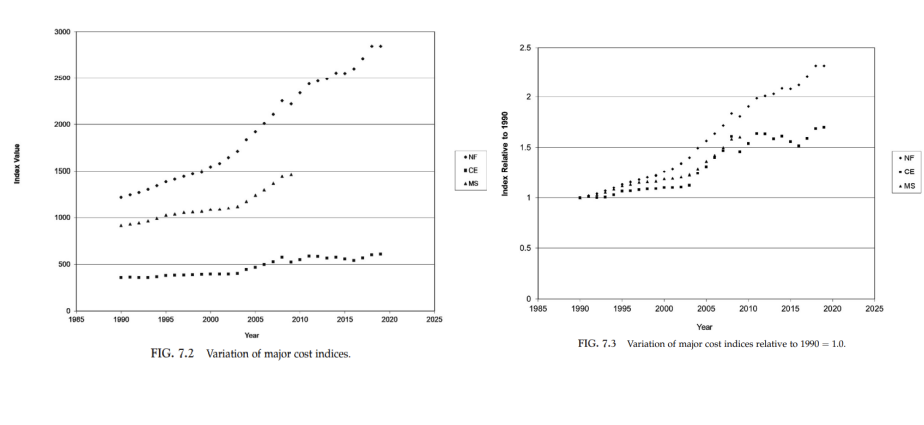 3000
2500
2000
1500
1000
500
0
1985 1990 1995 2000 2005 2010 2015 2020 2025
Index Value
Year
NF
CE
MS
FIG. 7.2 Variation of major cost indices.
2.5
2
1.5
1
0.5
0
1985 1990 1995 2000 2005 2010 2015 2020 2025
Index Relative to 1990
Year
NF
CE
MS
FIG. 7.3 Variation of major cost indices relative to 1990 = 1.0.